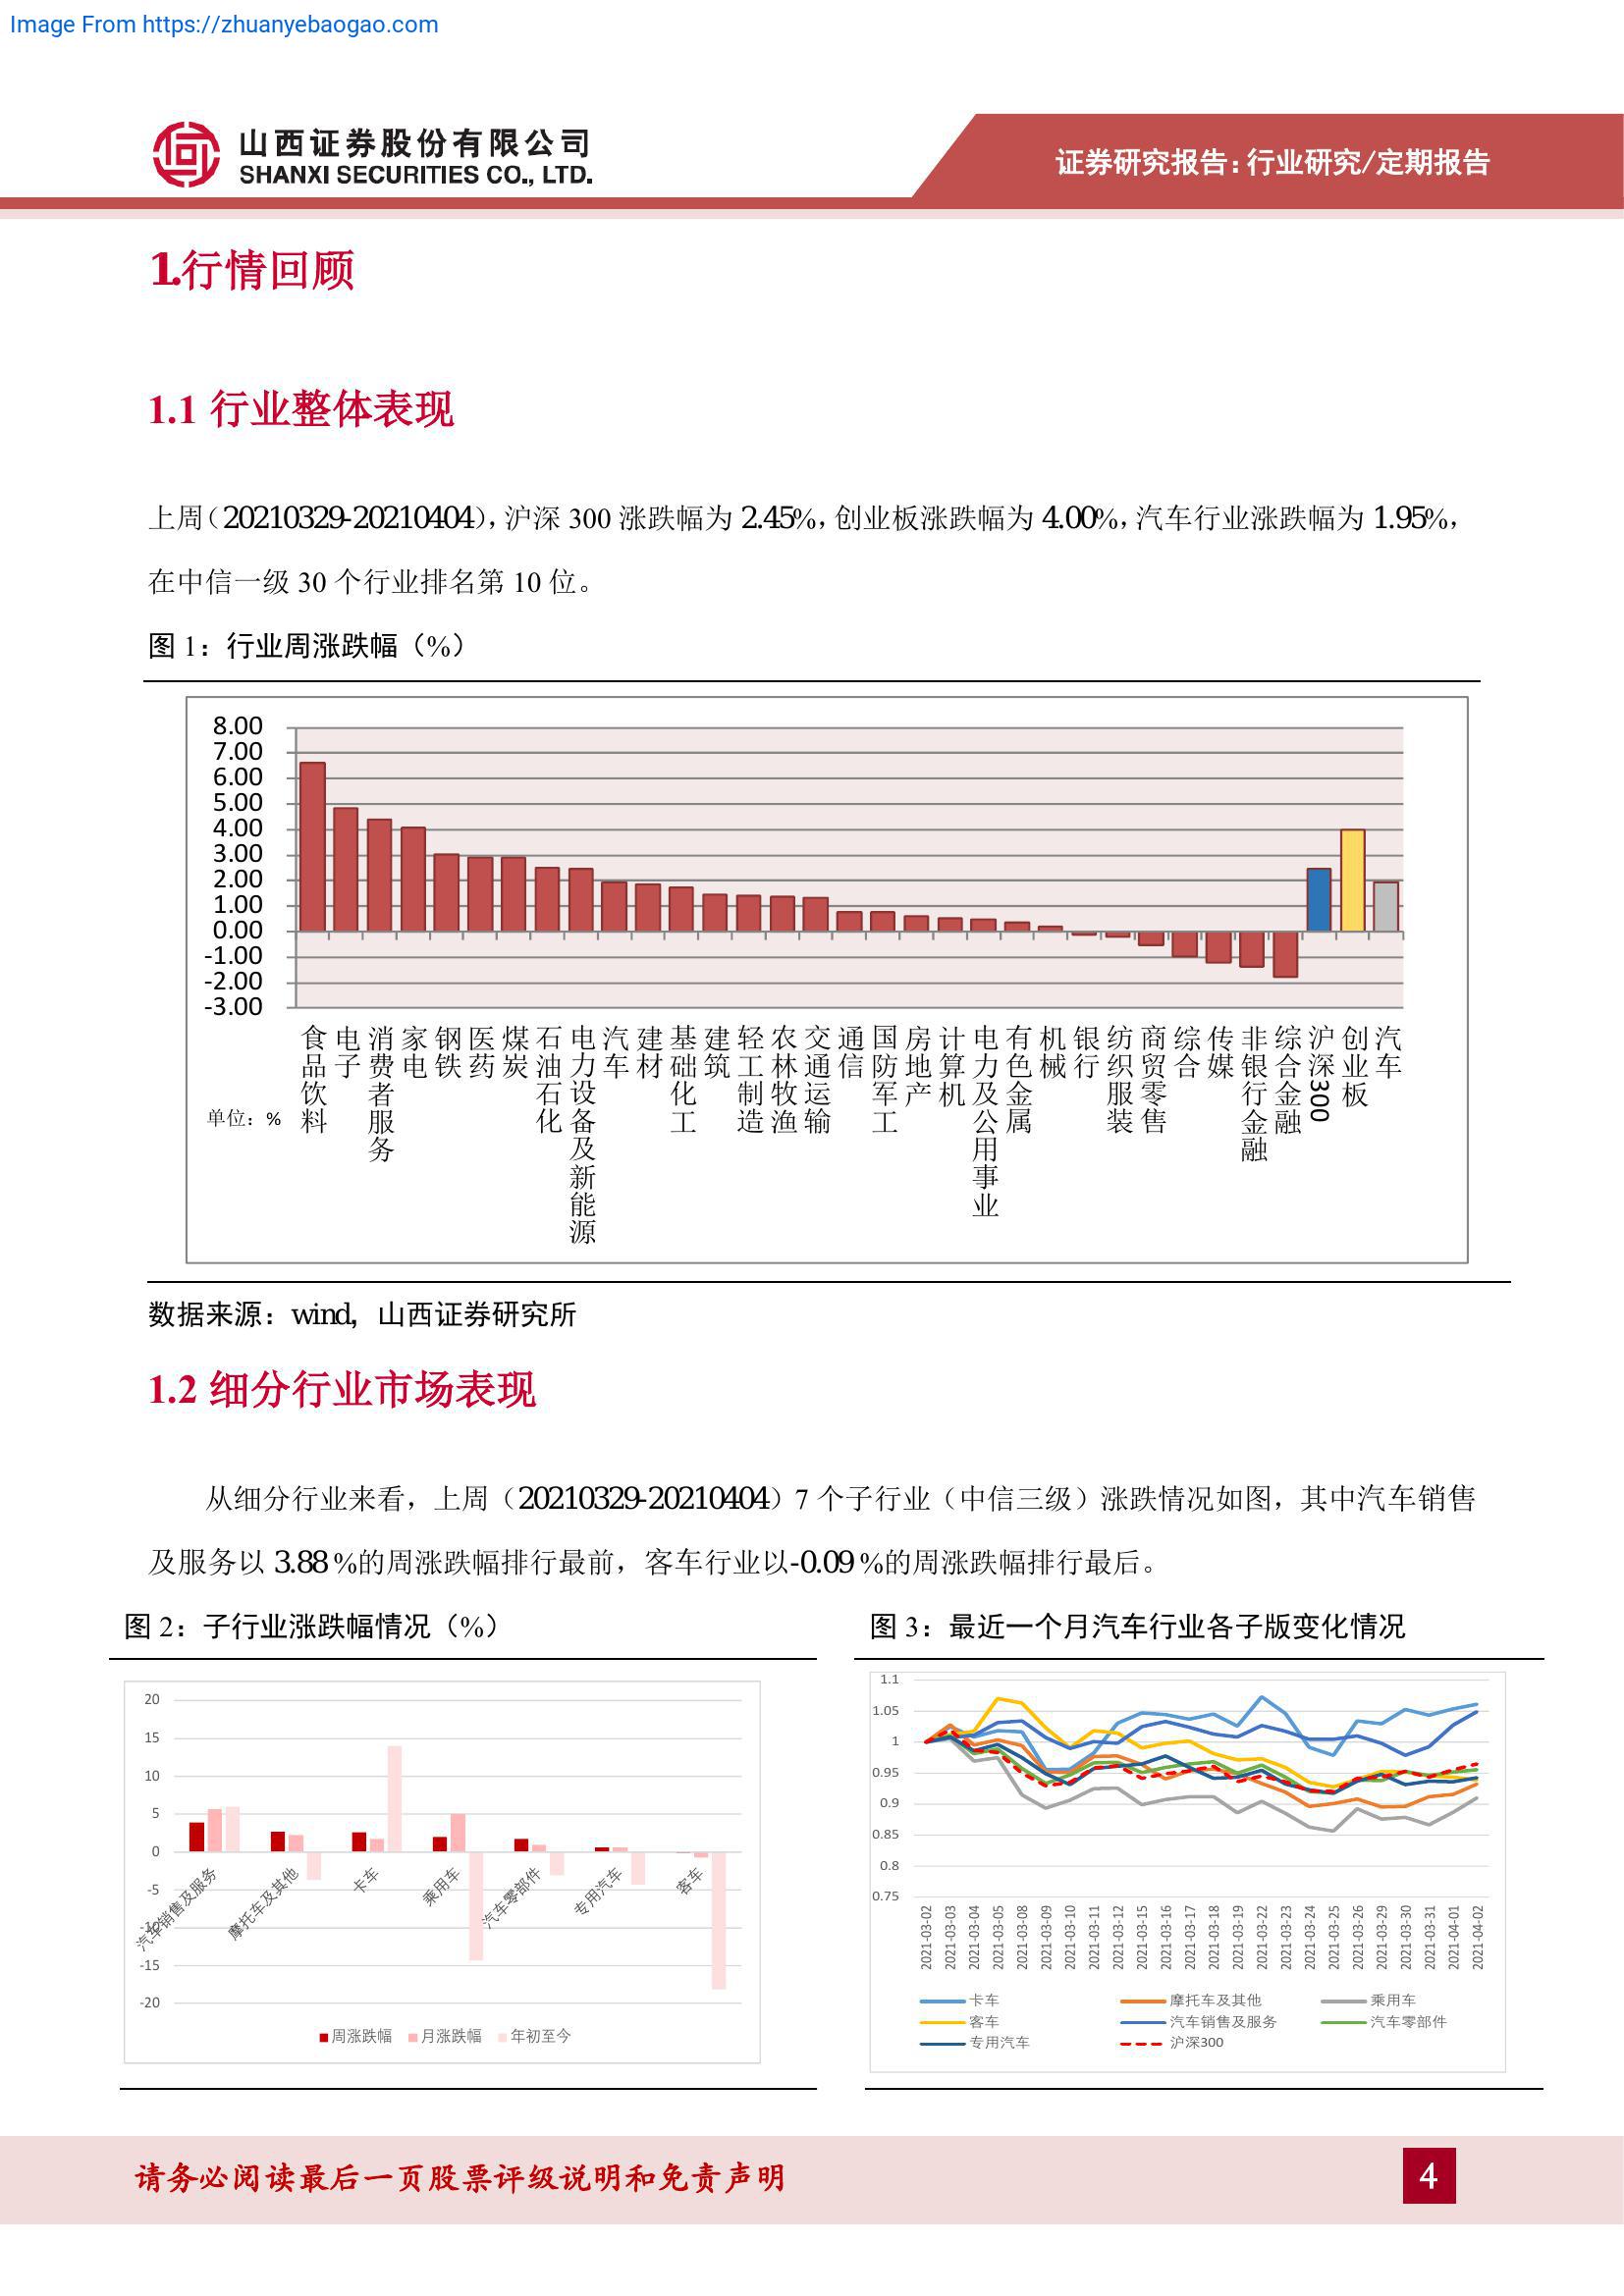 Image From https://zhuanyebaogao.com
山西证券股份有限公司
SHANXI SECURITIES CO., LTD.
证券研究报告:行业研究/定期报告
1.行情回顾
1.1 行业整体表现
上周（20210329-20210404），沪深 300 涨跌幅为 2.45%，创业板涨跌幅为 4.00%，汽车行业涨跌幅为 1.95%，
在中信一级 30 个行业排名第 10 位。
图 1：行业周涨跌幅（%）
8.00
7.00
6.00
5.00
4.00
3.00
2.00
1.00
0.00
-1.00
-2.00
-3.00
单位：%
食品饮料
电子
消费者服务
家电
钢铁
医药
煤炭
石油石化
电力设备及新能源
汽车
建材
基础化工
建筑
轻工制造
农林牧渔
交通运输
通信
国防军工
房地产
计算机
电力及公用事业
有色金属
机械
银行
纺织服装
商贸零售
综合
传媒
非银行金融
综合金融
沪深300
创业板
汽车
数据来源：wind，山西证券研究所
1.2 细分行业市场表现
从细分行业来看，上周（20210329-20210404）7 个子行业（中信三级）涨跌情况如图，其中汽车销售
及服务以 3.88 %的周涨跌幅排行最前，客车行业以-0.09 %的周涨跌幅排行最后。
图 2：子行业涨跌幅情况（%）
20
15
10
5
0
-5
-10
-15
-20
汽车销售及服务
摩托车及其他
卡车
乘用车
汽车零部件
专用汽车
客车
周涨跌幅 月涨跌幅 年初至今
图 3：最近一个月汽车行业各子版变化情况
1.1
1.05
1
0.95
0.9
0.85
0.8
0.75
2021-03-02
2021-03-03
2021-03-04
2021-03-05
2021-03-08
2021-03-09
2021-03-10
2021-03-11
2021-03-12
2021-03-15
2021-03-16
2021-03-17
2021-03-18
2021-03-19
2021-03-22
2021-03-23
2021-03-24
2021-03-25
2021-03-26
2021-03-29
2021-03-30
2021-03-31
2021-04-01
2021-04-02
卡车 摩托车及其他 乘用车
客车 汽车销售及服务 汽车零部件
专用汽车 沪深300
请务必阅读最后一页股票评级说明和免责声明
4